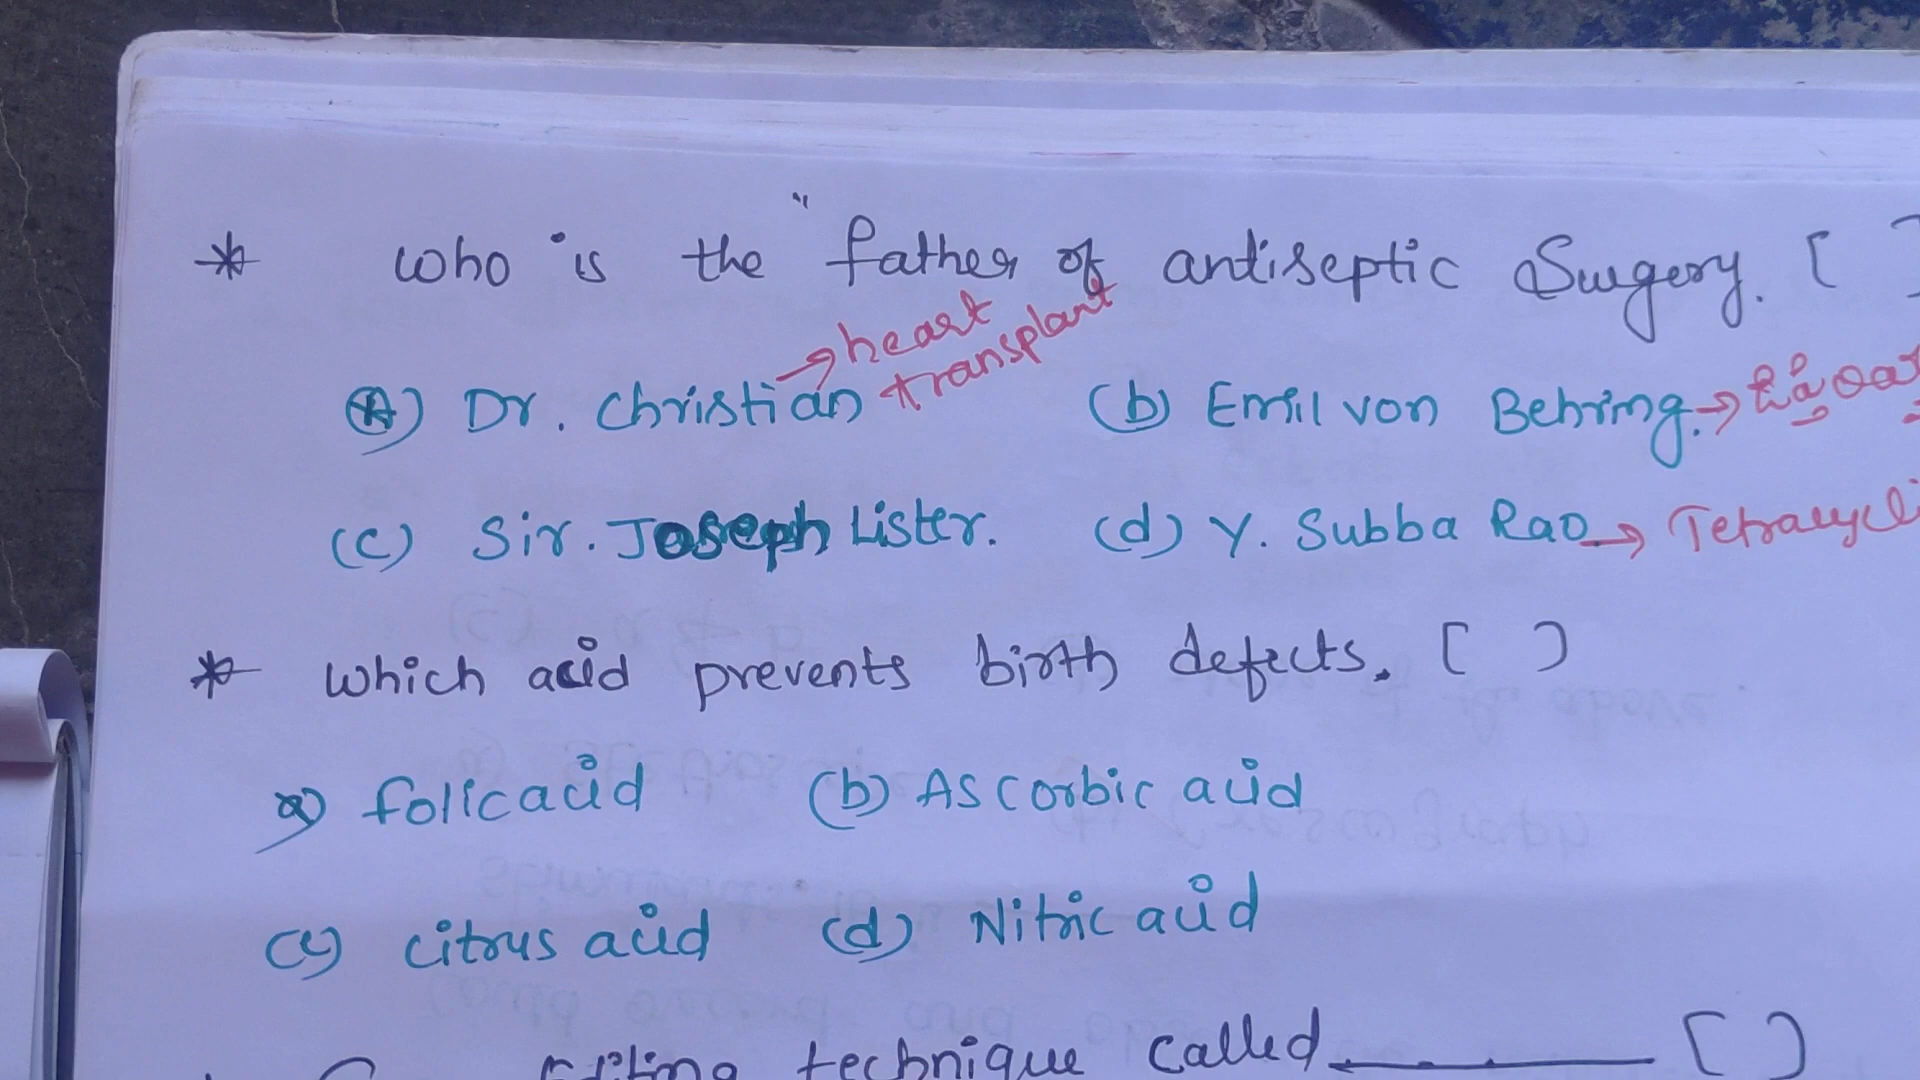 * Who is the "father of antiseptic Surgery. [ ]
(A) Dr. Christian → heart transplant (b) Emil von Behring. →
(c) Sir. Joseph Lister. (d) Y. Subba Rao →
* Which acid prevents birth defects. [ ]
a) folic acid (b) AScorbic acid
(c) citrus acid (d) Nitric acid
technique called ______ [ ]